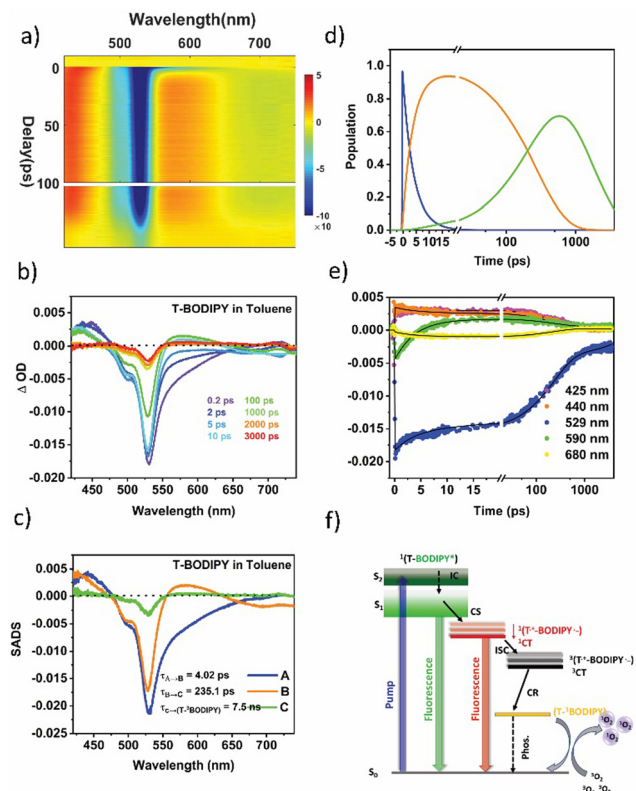 Wavelength(nm)
a)
500
600
700
0
50
100
Delay(ps)
5
0
-5
-10
×10
d)
1.0
0.8
0.6
0.4
0.2
0.0
Population
-5 0 5 10 15
100
1000
Time (ps)
b)
T-BODIPY in Toluene
0.005
0.000
-0.005
-0.010
-0.015
-0.020
Δ OD
0.2 ps 100 ps
2 ps 1000 ps
5 ps 2000 ps
10 ps 3000 ps
450 500 550 600 650 700
Wavelength (nm)
e)
0.005
0.000
-0.005
-0.010
-0.015
-0.020
425 nm
440 nm
529 nm
590 nm
680 nm
0 5 10 15 100 1000
Time (ps)
c)
T-BODIPY in Toluene
0.005
0.000
-0.005
-0.010
-0.015
-0.020
-0.025
SADS
τA→B = 4.02 ps
τB→C = 235.1 ps
τC→(T-³BODIPY) = 7.5 ns
A
B
C
450 500 550 600 650 700
Wavelength (nm)
f)
¹(T-BODIPY*)
S₂
IC
S₁
CS
¹(T·⁺-BODIPY·-)
¹CT
ISC
³(T·⁺-BODIPY·-)
³CT
CR
(T-³BODIPY)
Pump
Fluorescence
Fluorescence
Phos.
S₀
¹O₂
¹O₂
¹O₂
³O₂